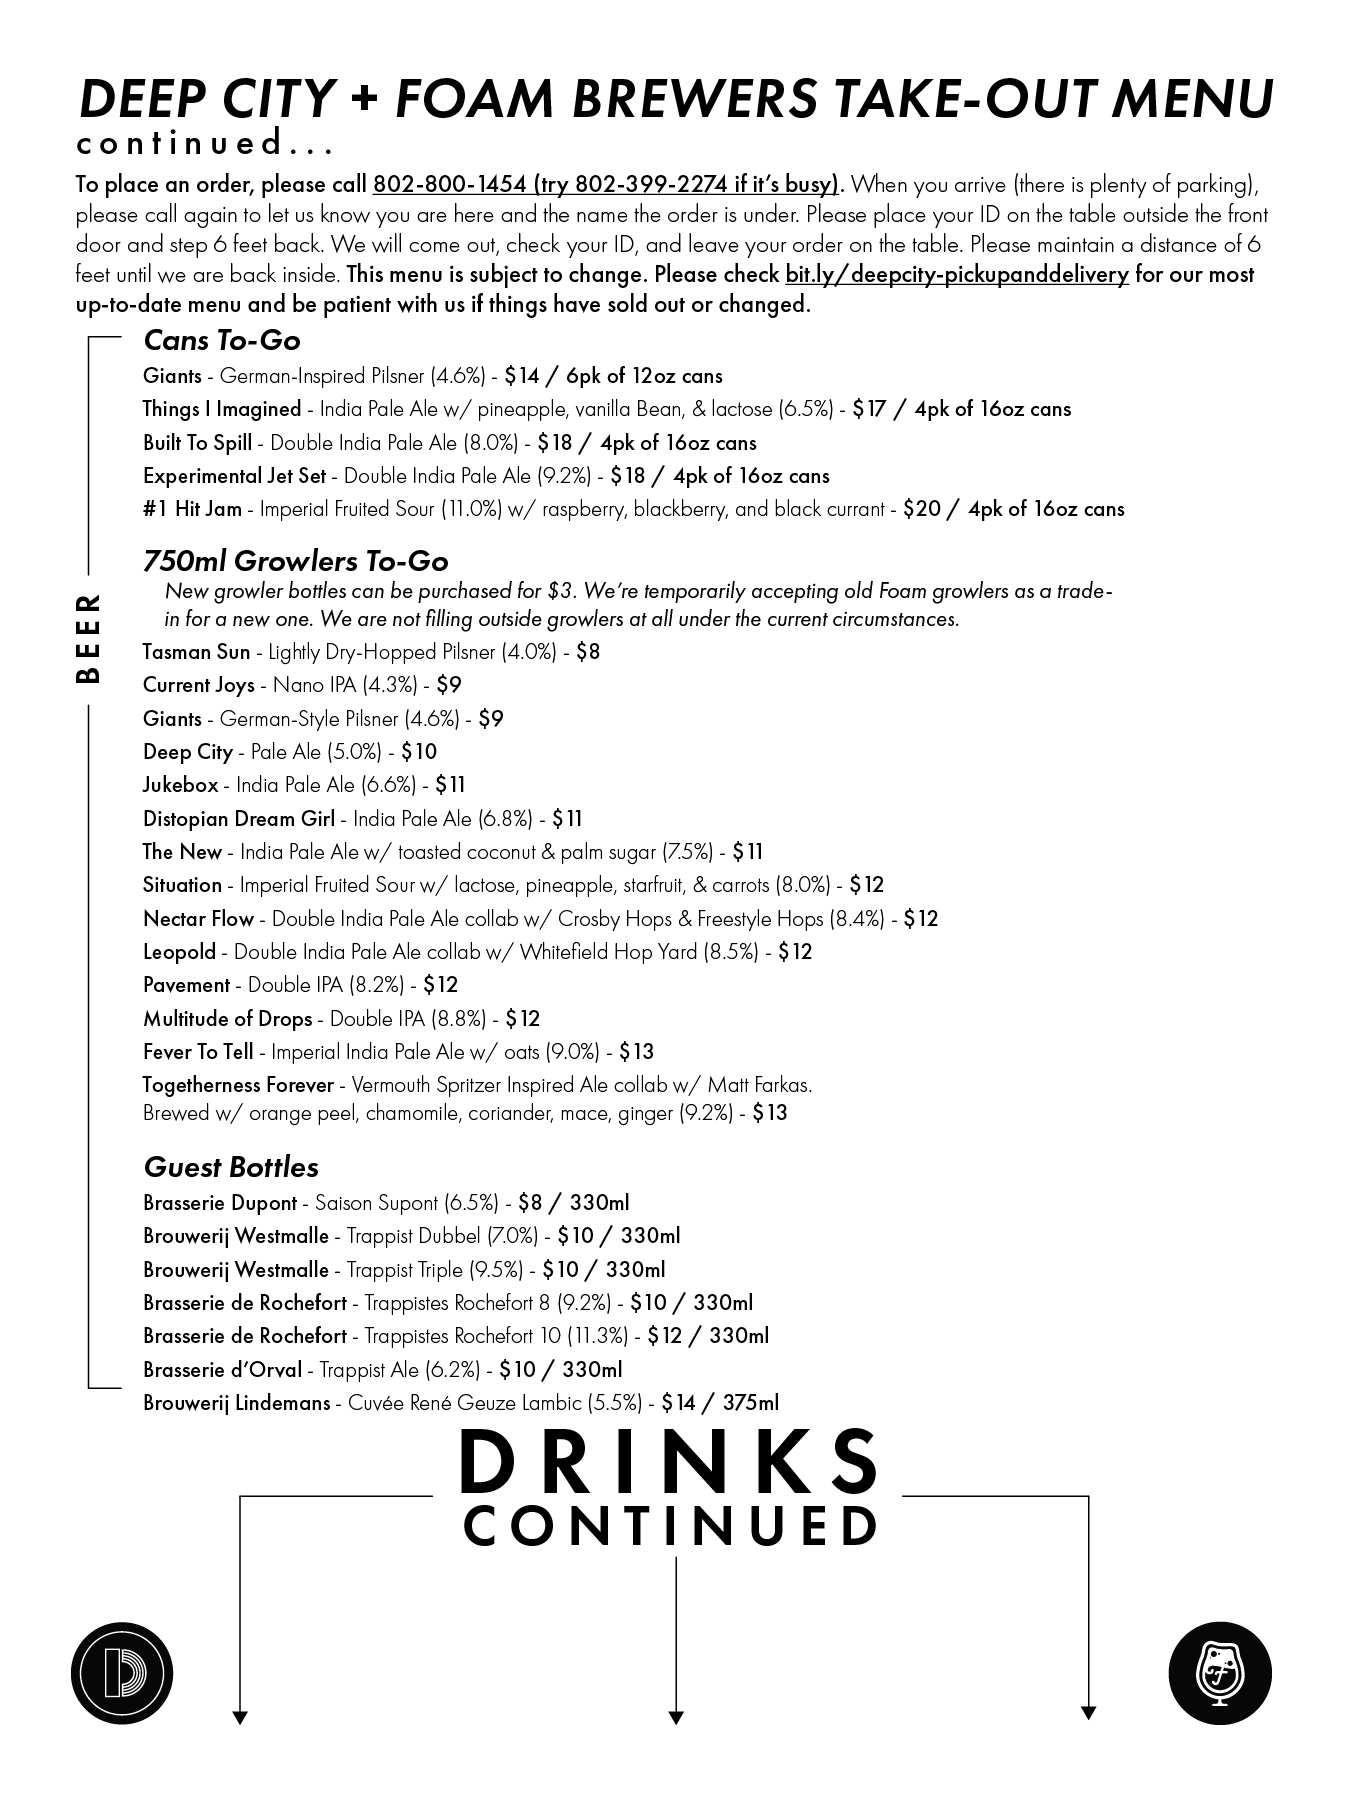 DEEP CITY + FOAM BREWERS TAKE-OUT MENU
continued...
To place an order, please call 802-800-1454 (try 802-399-2274 if it's busy). When you arrive (there is plenty of parking),
please call again to let us know you are here and the name the order is under. Please place your ID on the table outside the front
door and step 6 feet back. We will come out, check your ID, and leave your order on the table. Please maintain a distance of 6
feet until we are back inside. This menu is subject to change. Please check bit.ly/deepcity-pickupanddelivery for our most
up-to-date menu and be patient with us if things have sold out or changed.
BEER
Cans To-Go
Giants - German-Inspired Pilsner (4.6%) - $14 / 6pk of 12oz cans
Things I Imagined - India Pale Ale w/ pineapple, vanilla Bean, & lactose (6.5%) - $17 / 4pk of 16oz cans
Built To Spill - Double India Pale Ale (8.0%) - $18 / 4pk of 16oz cans
Experimental Jet Set - Double India Pale Ale (9.2%) - $18 / 4pk of 16oz cans
#1 Hit Jam - Imperial Fruited Sour (11.0%) w/ raspberry, blackberry, and black currant - $20 / 4pk of 16oz cans
750ml Growlers To-Go
New growler bottles can be purchased for $3. We're temporarily accepting old Foam growlers as a trade-
in for a new one. We are not filling outside growlers at all under the current circumstances.
Tasman Sun - Lightly Dry-Hopped Pilsner (4.0%) - $8
Current Joys - Nano IPA (4.3%) - $9
Giants - German-Style Pilsner (4.6%) - $9
Deep City - Pale Ale (5.0%) - $10
Jukebox - India Pale Ale (6.6%) - $11
Distopian Dream Girl - India Pale Ale (6.8%) - $11
The New - India Pale Ale w/ toasted coconut & palm sugar (7.5%) - $11
Situation - Imperial Fruited Sour w/ lactose, pineapple, starfruit, & carrots (8.0%) - $12
Nectar Flow - Double India Pale Ale collab w/ Crosby Hops & Freestyle Hops (8.4%) - $12
Leopold - Double India Pale Ale collab w/ Whitefield Hop Yard (8.5%) - $12
Pavement - Double IPA (8.2%) - $12
Multitude of Drops - Double IPA (8.8%) - $12
Fever To Tell - Imperial India Pale Ale w/ oats (9.0%) - $13
Togetherness Forever - Vermouth Spritzer Inspired Ale collab w/ Matt Farkas.
Brewed w/ orange peel, chamomile, coriander, mace, ginger (9.2%) - $13
Guest Bottles
Brasserie Dupont - Saison Supont (6.5%) - $8 / 330ml
Brouwerij Westmalle - Trappist Dubbel (7.0%) - $10 / 330ml
Brouwerij Westmalle - Trappist Triple (9.5%) - $10 / 330ml
Brasserie de Rochefort - Trappistes Rochefort 8 (9.2%) - $10 / 330ml
Brasserie de Rochefort - Trappistes Rochefort 10 (11.3%) - $12 / 330ml
Brasserie d'Orval - Trappist Ale (6.2%) - $10 / 330ml
Brouwerij Lindemans - Cuvée René Geuze Lambic (5.5%) - $14 / 375ml
DRINKS
CONTINUED